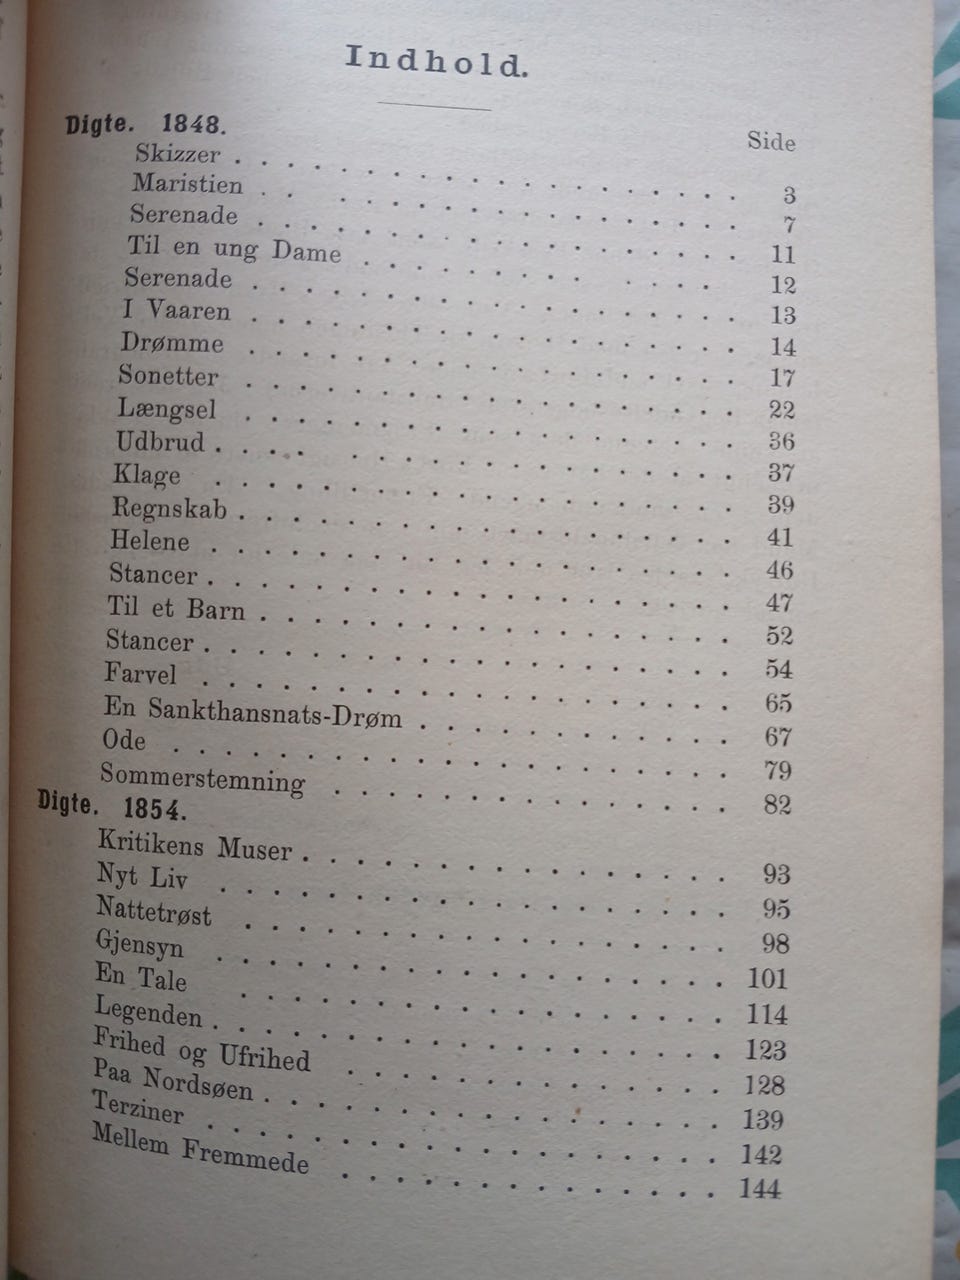 Indhold.
Digte. 1848.
Side
Skizzer . . . . . . . . . . . . . . . . . . 3
Maristien . . . . . . . . . . . . . . . . . 7
Serenade . . . . . . . . . . . . . . . . . . 11
Til en ung Dame . . . . . . . . . . . . 12
Serenade . . . . . . . . . . . . . . . . . . 13
I Vaaren . . . . . . . . . . . . . . . . . . 14
Drømme . . . . . . . . . . . . . . . . . . 17
Sonetter . . . . . . . . . . . . . . . . . . 22
Længsel . . . . . . . . . . . . . . . . . . 36
Udbrud . . . . . . . . . . . . . . . . . . 37
Klage . . . . . . . . . . . . . . . . . . . 39
Regnskab . . . . . . . . . . . . . . . . . . 41
Helene . . . . . . . . . . . . . . . . . . . 46
Stancer . . . . . . . . . . . . . . . . . . . 47
Til et Barn . . . . . . . . . . . . . . . . . 52
Stancer . . . . . . . . . . . . . . . . . . . 54
Farvel . . . . . . . . . . . . . . . . . . . 65
En Sankthansnats-Drøm . . . . . . . . . . . . 67
Ode . . . . . . . . . . . . . . . . . . . . 79
Sommerstemning . . . . . . . . . . . . . . . 82
Digte. 1854.
Kritikens Muser . . . . . . . . . . . . . . . . 93
Nyt Liv . . . . . . . . . . . . . . . . . . . 95
Nattetrøst . . . . . . . . . . . . . . . . . . 98
Gjensyn . . . . . . . . . . . . . . . . . . . 101
En Tale . . . . . . . . . . . . . . . . . . 114
Legenden . . . . . . . . . . . . . . . . . . . 123
Frihed og Ufrihed . . . . . . . . . . . . . . 128
Paa Nordsøen . . . . . . . . . . . . . . . . . 139
Terziner . . . . . . . . . . . . . . . . . . . 142
Mellem Fremmede . . . . . . . . . . . . . . 144